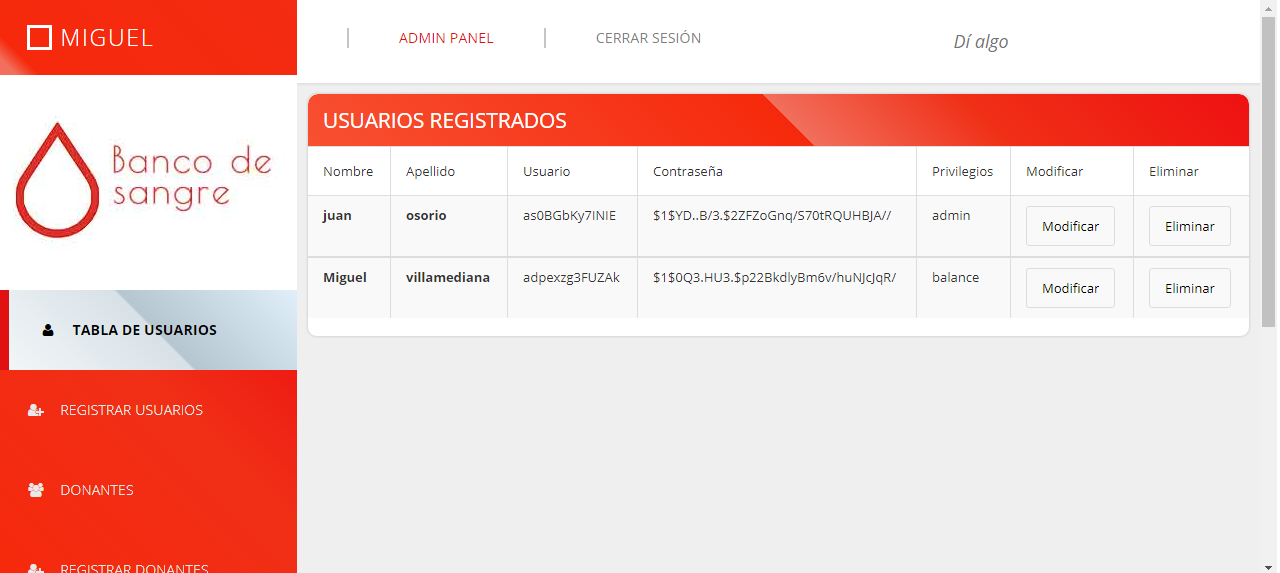 MIGUEL
ADMIN PANEL
CERRAR SESIÓN
Dí algo
Banco de
sangre
TABLA DE USUARIOS
REGISTRAR USUARIOS
DONANTES
REGISTRAR DONANTES
USUARIOS REGISTRADOS
Nombre Apellido Usuario Contraseña Privilegios Modificar Eliminar
juan osorio as0BGbKy7INIE $1$YD..B/3.$2ZFZoGnq/S70tRQUHBJA// admin Modificar Eliminar
Miguel villamediana adpexzg3FUZAk $1$0Q3.HU3.$p22BkdlyBm6v/huNJcJqR/ balance Modificar Eliminar